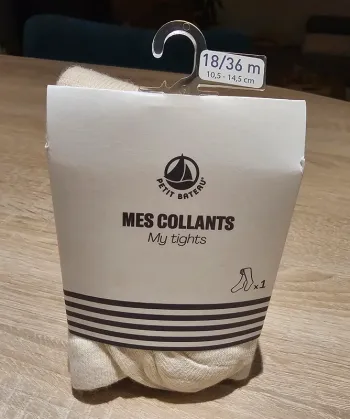 18/36 m
10,5 - 14,5 cm
PETIT BATEAU
MES COLLANTS
My tights
x1